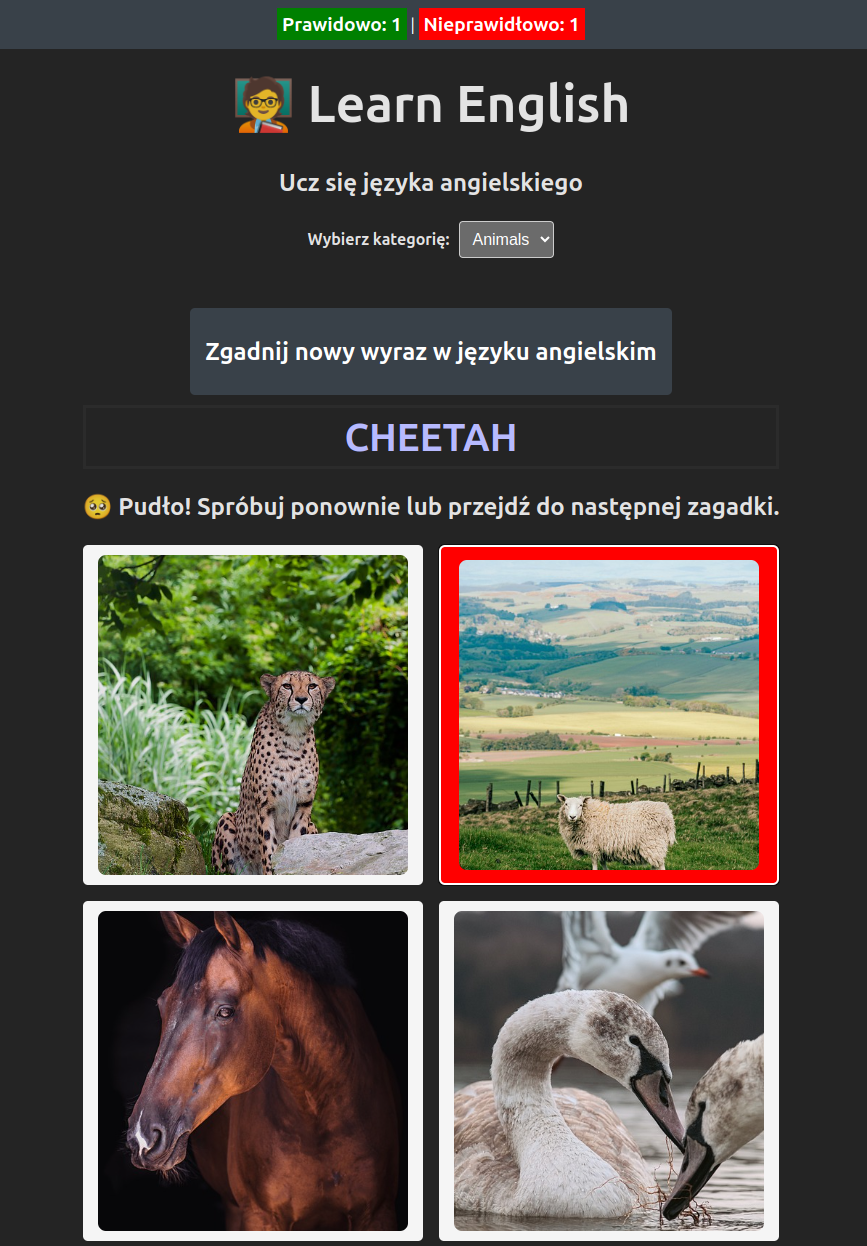 Prawidowo: 1 | Nieprawidłowo: 1
Learn English
Ucz się języka angielskiego
Wybierz kategorię: Animals
Zgadnij nowy wyraz w języku angielskim
CHEETAH
🥺 Pudło! Spróbuj ponownie lub przejdź do następnej zagadki.